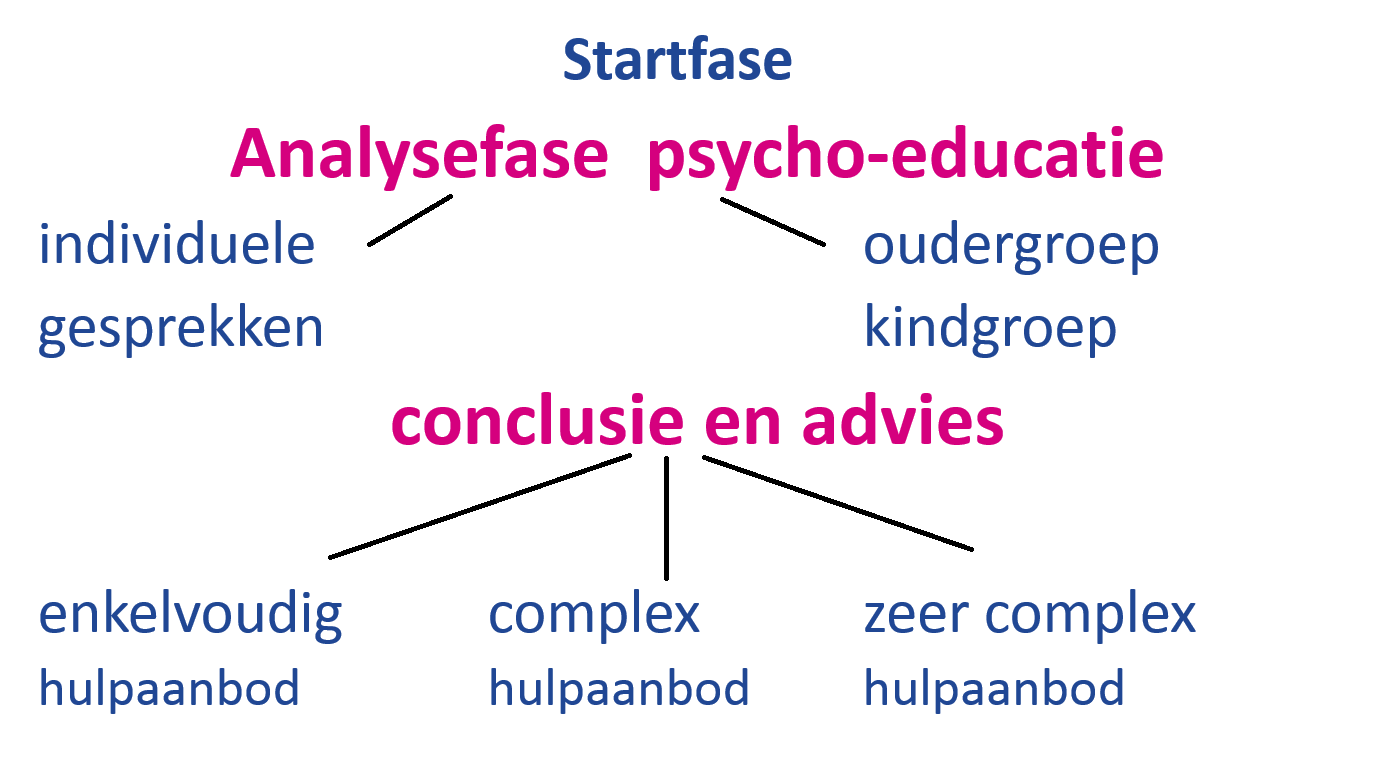 Startfase
Analysefase psycho-educatie
individuele oudergroep
gesprekken kindgroep
conclusie en advies
enkelvoudig complex zeer complex
hulpaanbod hulpaanbod hulpaanbod